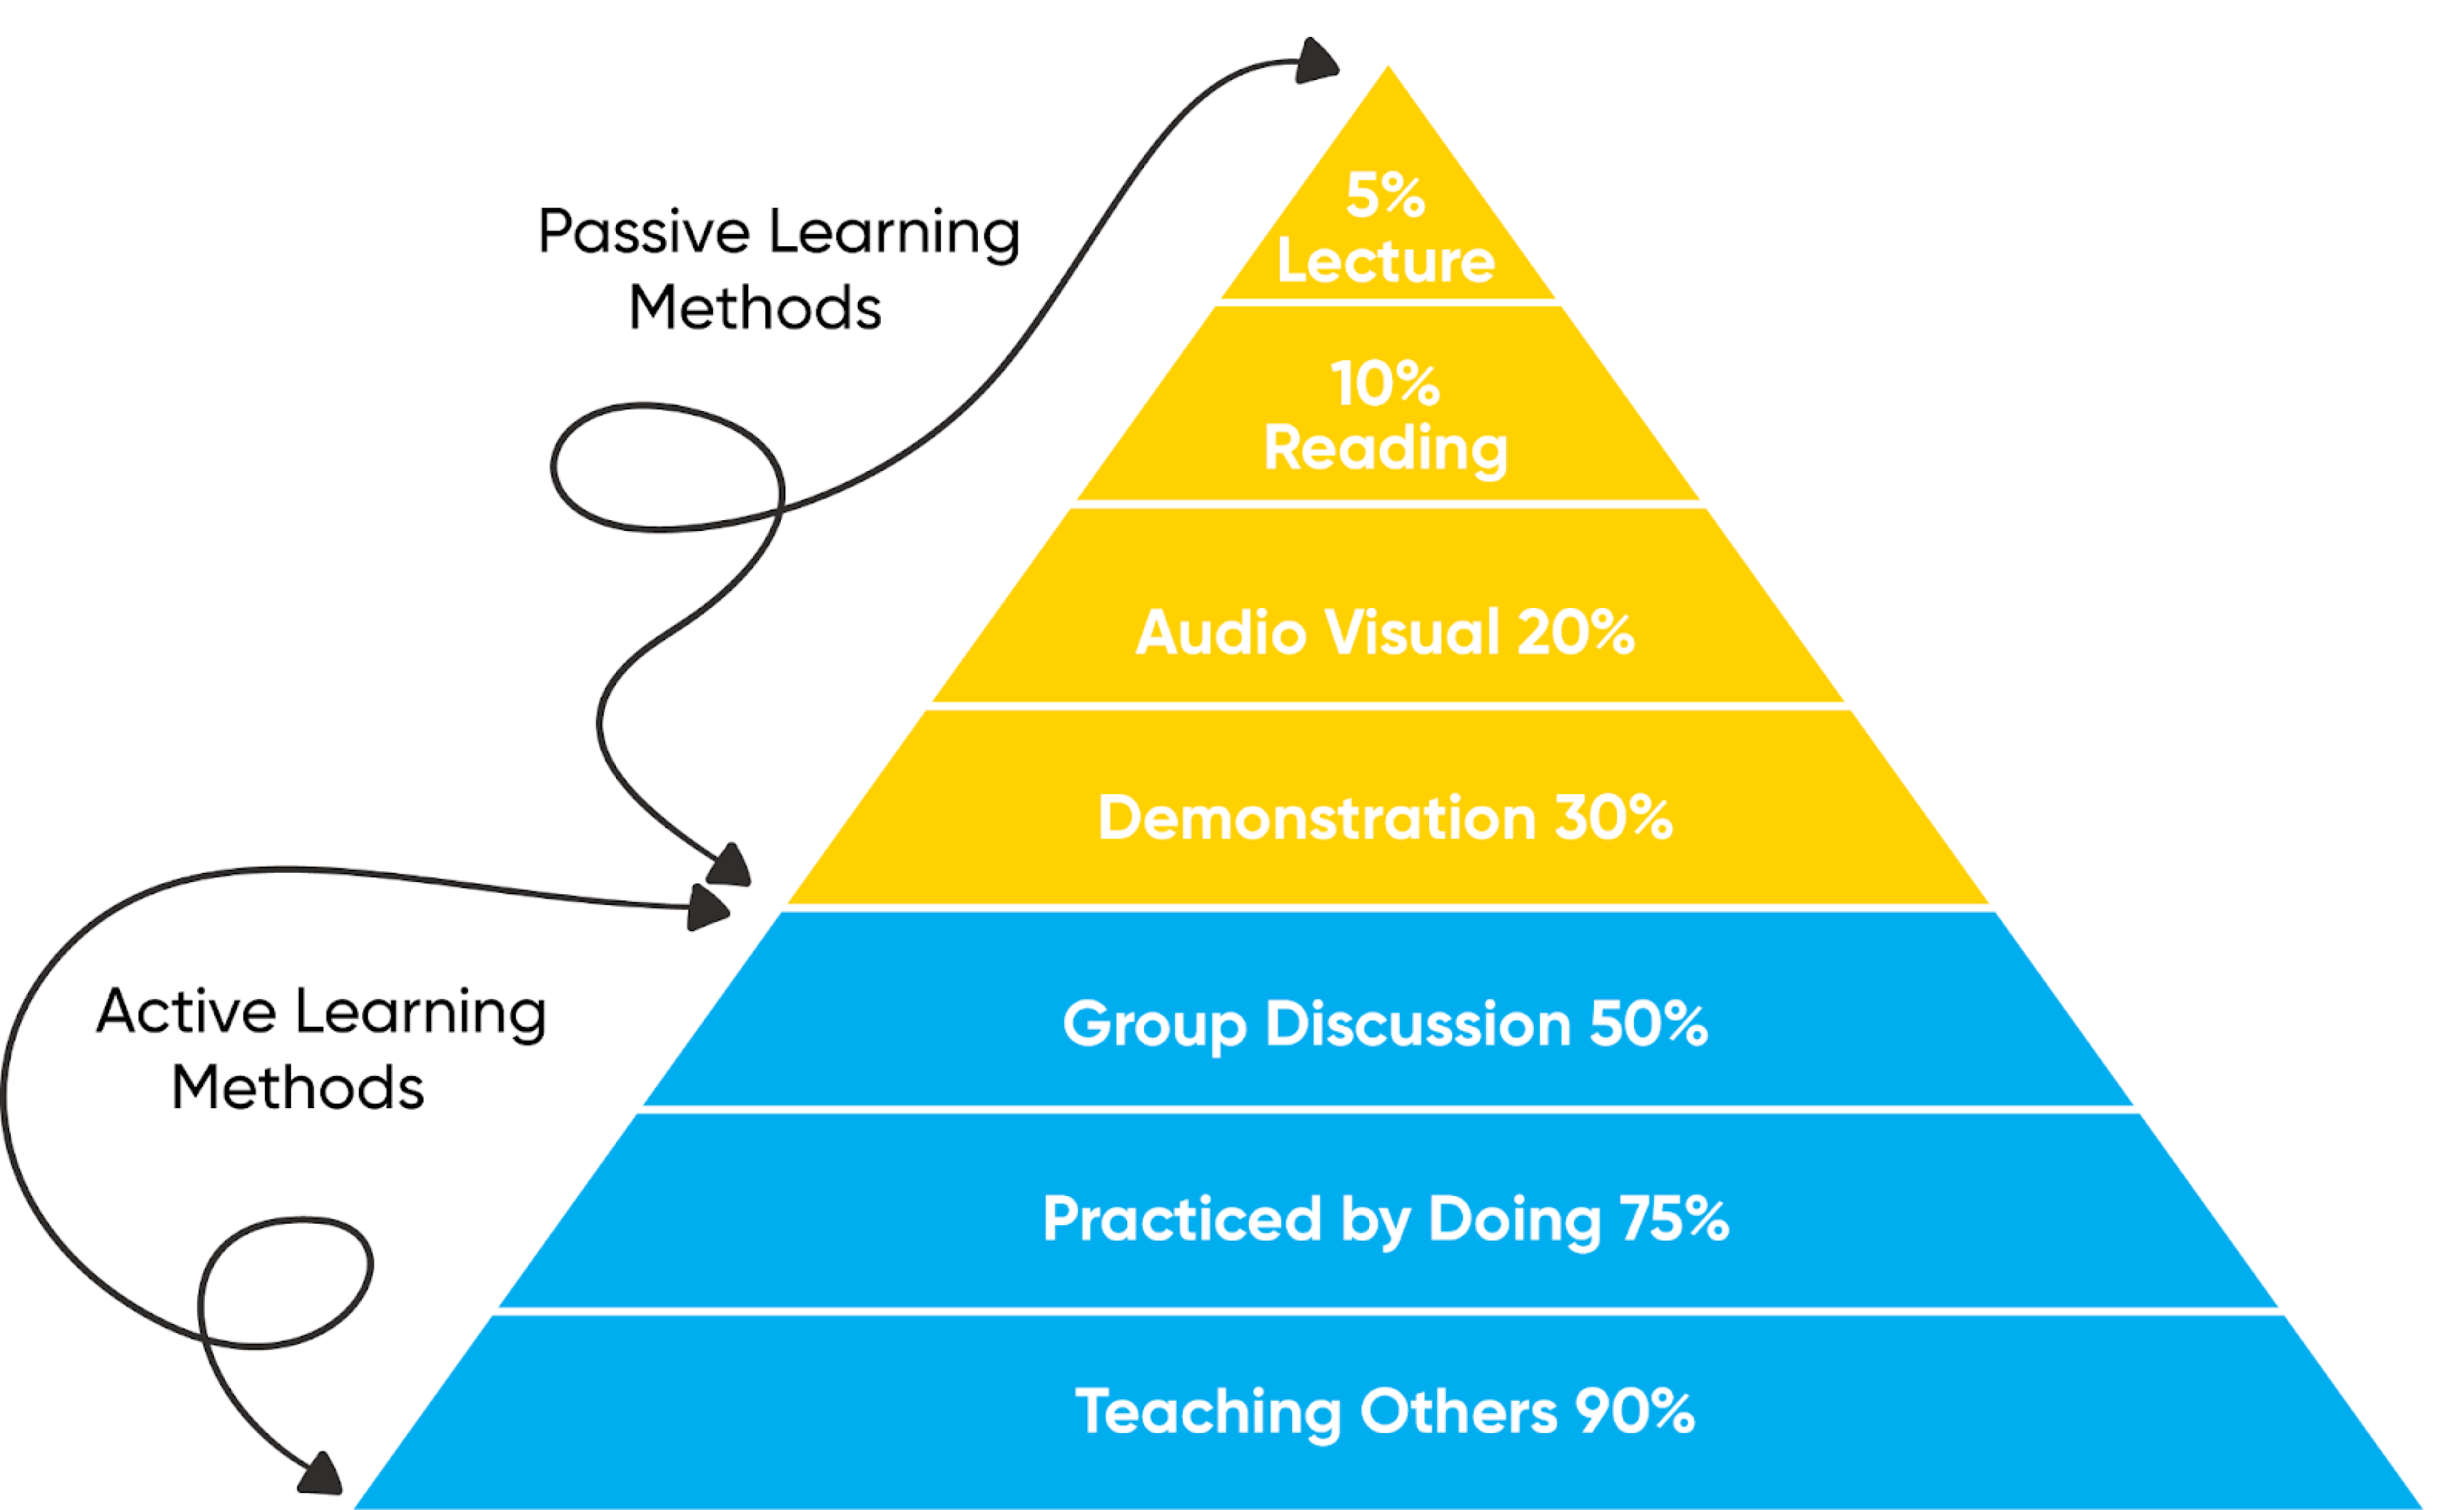 Passive Learning
Methods
5%
Lecture
10%
Reading
Audio Visual 20%
Demonstration 30%
Active Learning
Methods
Group Discussion 50%
Practiced by Doing 75%
Teaching Others 90%